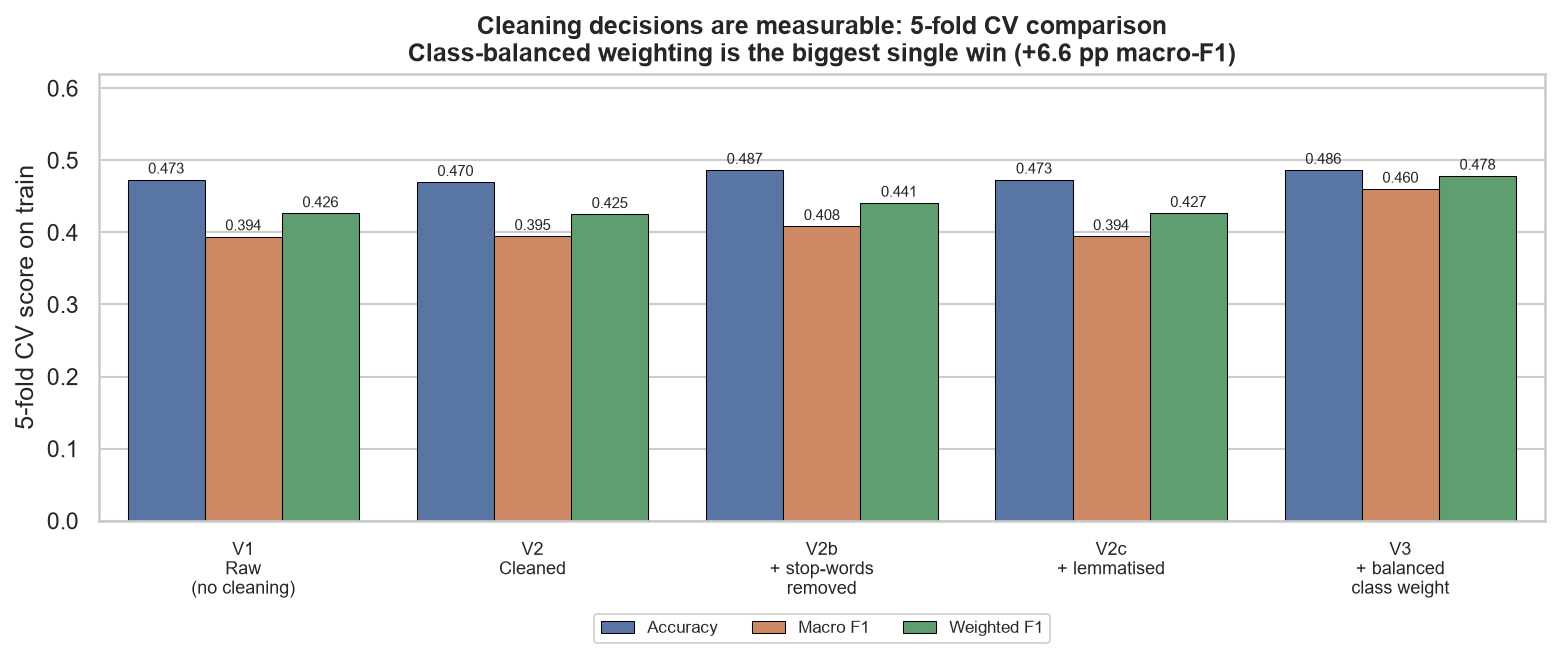 Cleaning decisions are measurable: 5-fold CV comparison
Class-balanced weighting is the biggest single win (+6.6 pp macro-F1)
5-fold CV score on train
0.6
0.5
0.4
0.3
0.2
0.1
0.0
0.473
0.394
0.426
0.470
0.395
0.425
0.487
0.408
0.441
0.473
0.394
0.427
0.486
0.460
0.478
V1
Raw
(no cleaning)
V2
Cleaned
V2b
+ stop-words
removed
V2c
+ lemmatised
V3
+ balanced
class weight
Accuracy
Macro F1
Weighted F1